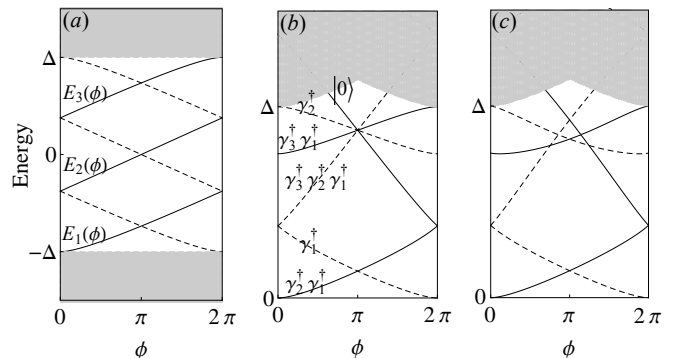 (a)
Energy
Δ
E₃(ϕ)
0
E₂(ϕ)
E₁(ϕ)
−Δ
0
π
2π
ϕ
(b)
|0⟩
Δ
γ₂†
γ₃† γ₁†
γ₃† γ₂† γ₁†
γ₁†
γ₂† γ₁†
0
0
π
2π
ϕ
(c)
Δ
0
0
π
2π
ϕ